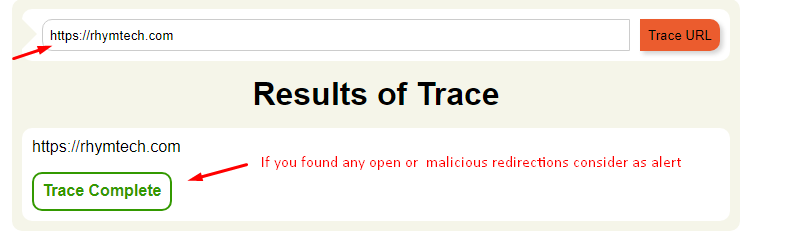 https://rhymtech.com
Trace URL
Results of Trace
https://rhymtech.com
If you found any open or malicious redirections consider as alert
Trace Complete